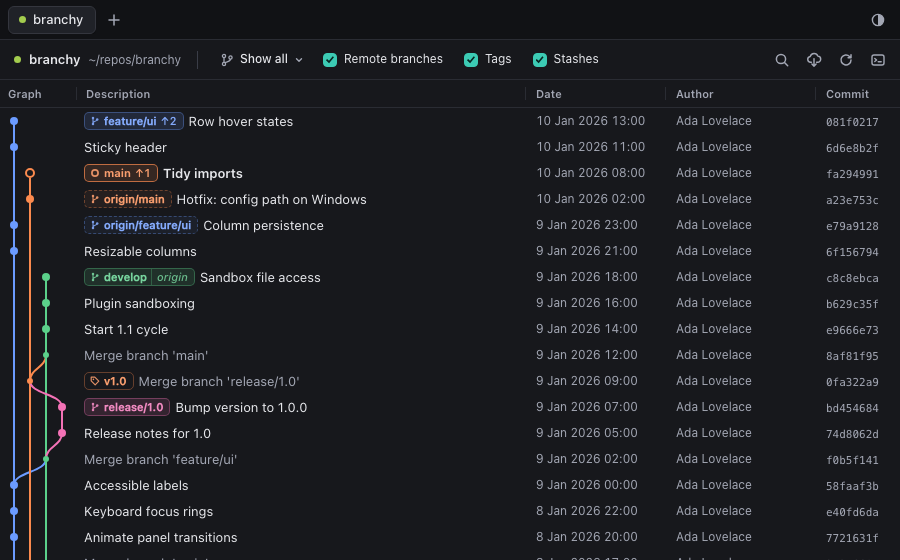 branchy
branchy ~/repos/branchy Show all Remote branches Tags Stashes
Graph Description Date Author Commit
feature/ui ↑2 Row hover states 10 Jan 2026 13:00 Ada Lovelace 081f0217
Sticky header 10 Jan 2026 11:00 Ada Lovelace 6d6e8b2f
main ↑1 Tidy imports 10 Jan 2026 08:00 Ada Lovelace fa294991
origin/main Hotfix: config path on Windows 10 Jan 2026 02:00 Ada Lovelace a23e753c
origin/feature/ui Column persistence 9 Jan 2026 23:00 Ada Lovelace e79a9128
Resizable columns 9 Jan 2026 21:00 Ada Lovelace 6f156794
develop origin Sandbox file access 9 Jan 2026 18:00 Ada Lovelace c8c8ebca
Plugin sandboxing 9 Jan 2026 16:00 Ada Lovelace b629c35f
Start 1.1 cycle 9 Jan 2026 14:00 Ada Lovelace e9666e73
Merge branch 'main' 9 Jan 2026 12:00 Ada Lovelace 8af81f95
v1.0 Merge branch 'release/1.0' 9 Jan 2026 09:00 Ada Lovelace 0fa322a9
release/1.0 Bump version to 1.0.0 9 Jan 2026 07:00 Ada Lovelace bd454684
Release notes for 1.0 9 Jan 2026 05:00 Ada Lovelace 74d8062d
Merge branch 'feature/ui' 9 Jan 2026 02:00 Ada Lovelace f0b5f141
Accessible labels 9 Jan 2026 00:00 Ada Lovelace 58faaf3b
Keyboard focus rings 8 Jan 2026 22:00 Ada Lovelace e40fd6da
Animate panel transitions 8 Jan 2026 20:00 Ada Lovelace 7721631f